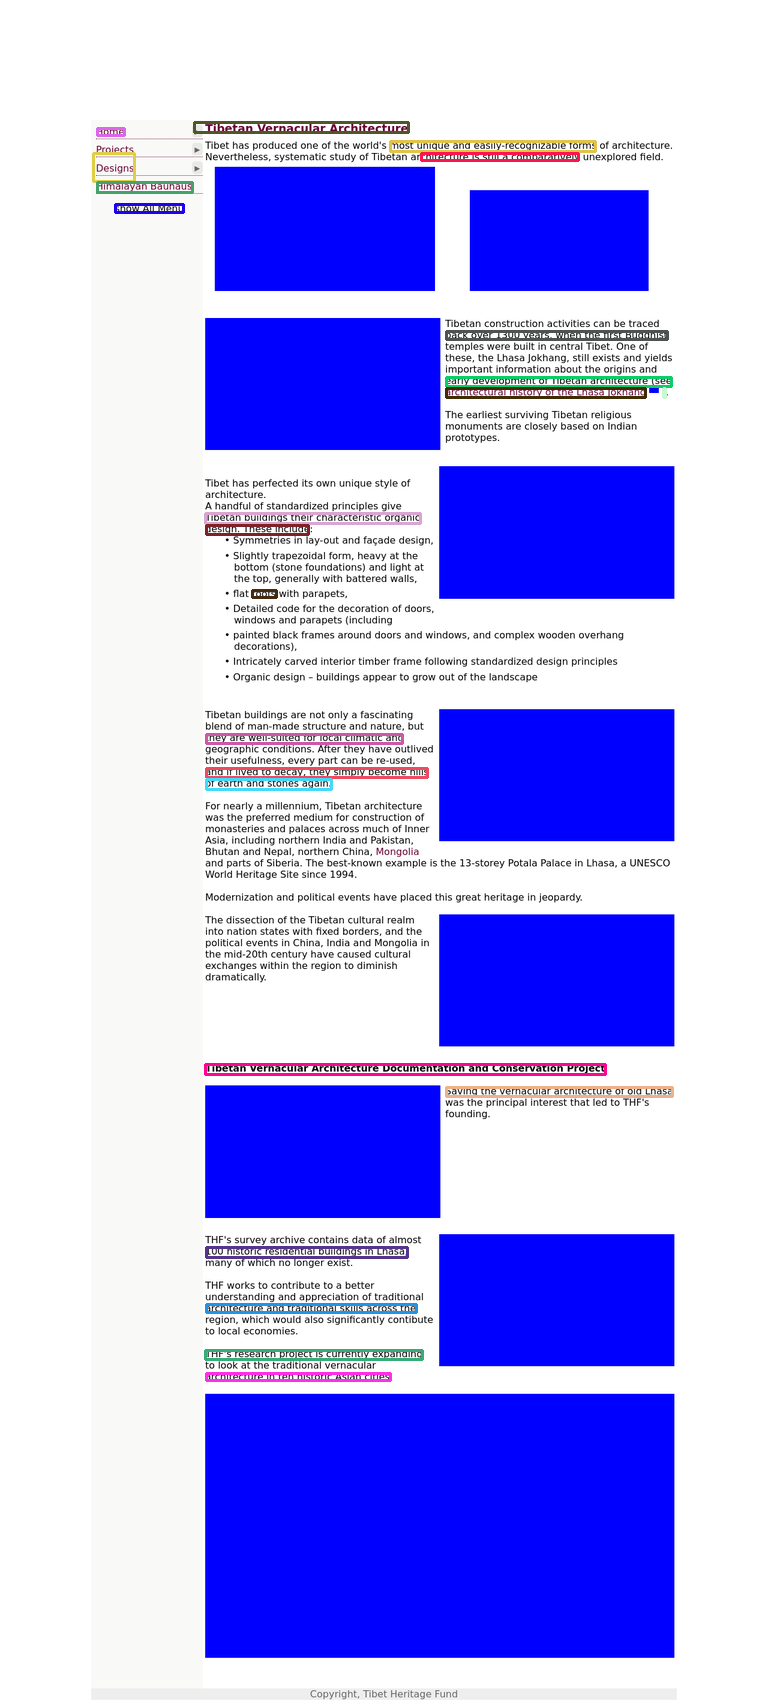 Home
Projects
Designs
Himalayan Bauhaus
Show All Menu
Tibetan Vernacular Architecture
Tibet has produced one of the world's most unique and easily-recognizable forms of architecture.
Nevertheless, systematic study of Tibetan architecture is still a comparatively unexplored field.
Tibetan construction activities can be traced
back over 1300 years, when the first Buddhist
temples were built in central Tibet. One of
these, the Lhasa Jokhang, still exists and yields
important information about the origins and
early development of Tibetan architecture (see
architectural history of the Lhasa Jokhang
The earliest surviving Tibetan religious
monuments are closely based on Indian
prototypes.
Tibet has perfected its own unique style of
architecture.
A handful of standardized principles give
Tibetan buildings their characteristic organic
design. These include:
• Symmetries in lay-out and façade design,
• Slightly trapezoidal form, heavy at the
bottom (stone foundations) and light at
the top, generally with battered walls,
• flat roofs with parapets,
• Detailed code for the decoration of doors,
windows and parapets (including
• painted black frames around doors and windows, and complex wooden overhang
decorations),
• Intricately carved interior timber frame following standardized design principles
• Organic design – buildings appear to grow out of the landscape
Tibetan buildings are not only a fascinating
blend of man-made structure and nature, but
they are well-suited for local climatic and
geographic conditions. After they have outlived
their usefulness, every part can be re-used,
and if lived to decay, they simply become hills
of earth and stones again.
For nearly a millennium, Tibetan architecture
was the preferred medium for construction of
monasteries and palaces across much of Inner
Asia, including northern India and Pakistan,
Bhutan and Nepal, northern China, Mongolia
and parts of Siberia. The best-known example is the 13-storey Potala Palace in Lhasa, a UNESCO
World Heritage Site since 1994.
Modernization and political events have placed this great heritage in jeopardy.
The dissection of the Tibetan cultural realm
into nation states with fixed borders, and the
political events in China, India and Mongolia in
the mid-20th century have caused cultural
exchanges within the region to diminish
dramatically.
Tibetan Vernacular Architecture Documentation and Conservation Project
Saving the vernacular architecture of old Lhasa
was the principal interest that led to THF's
founding.
THF's survey archive contains data of almost
100 historic residential buildings in Lhasa,
many of which no longer exist.
THF works to contribute to a better
understanding and appreciation of traditional
architecture and traditional skills across the
region, which would also significantly contibute
to local economies.
THF's research project is currently expanding
to look at the traditional vernacular
architecture in ten historic Asian cities.
Copyright, Tibet Heritage Fund